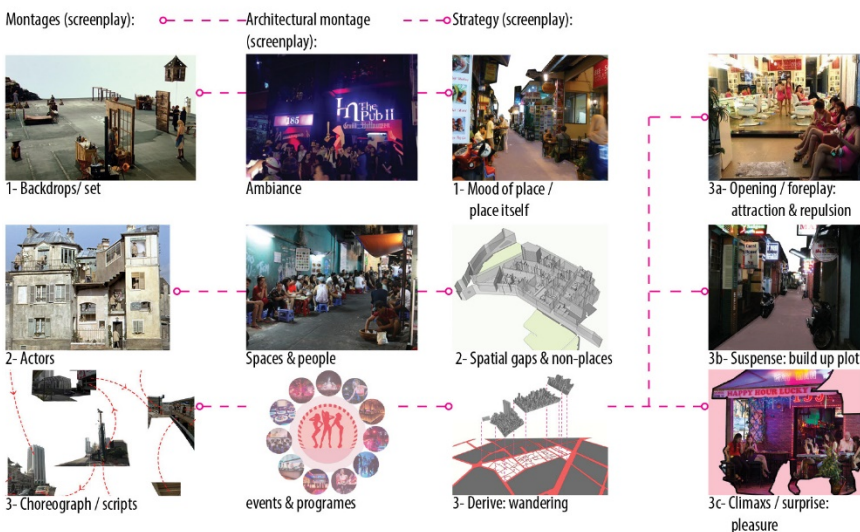 Montages (screenplay):
Architectural montage
(screenplay):
Strategy (screenplay):
185
In The Pub ii
1- Backdrops/ set
Ambiance
1- Mood of place /
place itself
3a- Opening / foreplay:
attraction & repulsion
2- Actors
Spaces & people
2- Spatial gaps & non-places
3b- Suspense: build up plot
HAPPY HOUR LUCKY
3- Choreograph / scripts
events & programes
3- Derive: wandering
3c- Climaxs / surprise:
pleasure